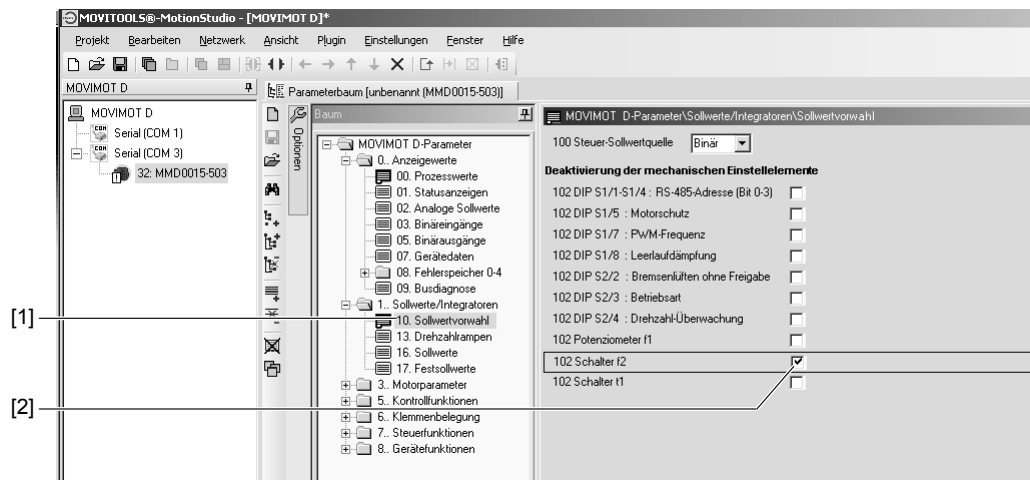 MOVITOOLS®-MotionStudio - [MOVIMOT D]*
Projekt Bearbeiten Netzwerk Ansicht Plugin Einstellungen Fenster Hilfe
MOVIMOT D
MOVIMOT D
Serial (COM 1)
Serial (COM 3)
32: MMD0015-503
Parameterbaum [unbenannt (MMD0015-503)]
Optionen
Baum
MOVIMOT D-Parameter
0.. Anzeigewerte
00. Prozesswerte
01. Statusanzeigen
02. Analoge Sollwerte
03. Binäreingänge
05. Binärausgänge
07. Gerätedaten
08. Fehlerspeicher 0-4
09. Busdiagnose
1.. Sollwerte/Integratoren
10. Sollwertvorwahl
13. Drehzahlrampen
16. Sollwerte
17. Festsollwerte
3.. Motorparameter
5.. Kontrollfunktionen
6.. Klemmenbelegung
7.. Steuerfunktionen
8.. Gerätefunktionen
MOVIMOT D-Parameter\Sollwerte/Integratoren\Sollwertvorwahl
100 Steuer-Sollwertquelle Binär
Deaktivierung der mechanischen Einstellelemente
102 DIP S1/1-S1/4 : RS-485-Adresse (Bit 0-3)
102 DIP S1/5 : Motorschutz
102 DIP S1/7 : PWM-Frequenz
102 DIP S1/8 : Leerlaufdämpfung
102 DIP S2/2 : Bremsenlüften ohne Freigabe
102 DIP S2/3 : Betriebsart
102 DIP S2/4 : Drehzahl-Überwachung
102 Potenziometer f1
102 Schalter f2
102 Schalter t1
[1]
[2]